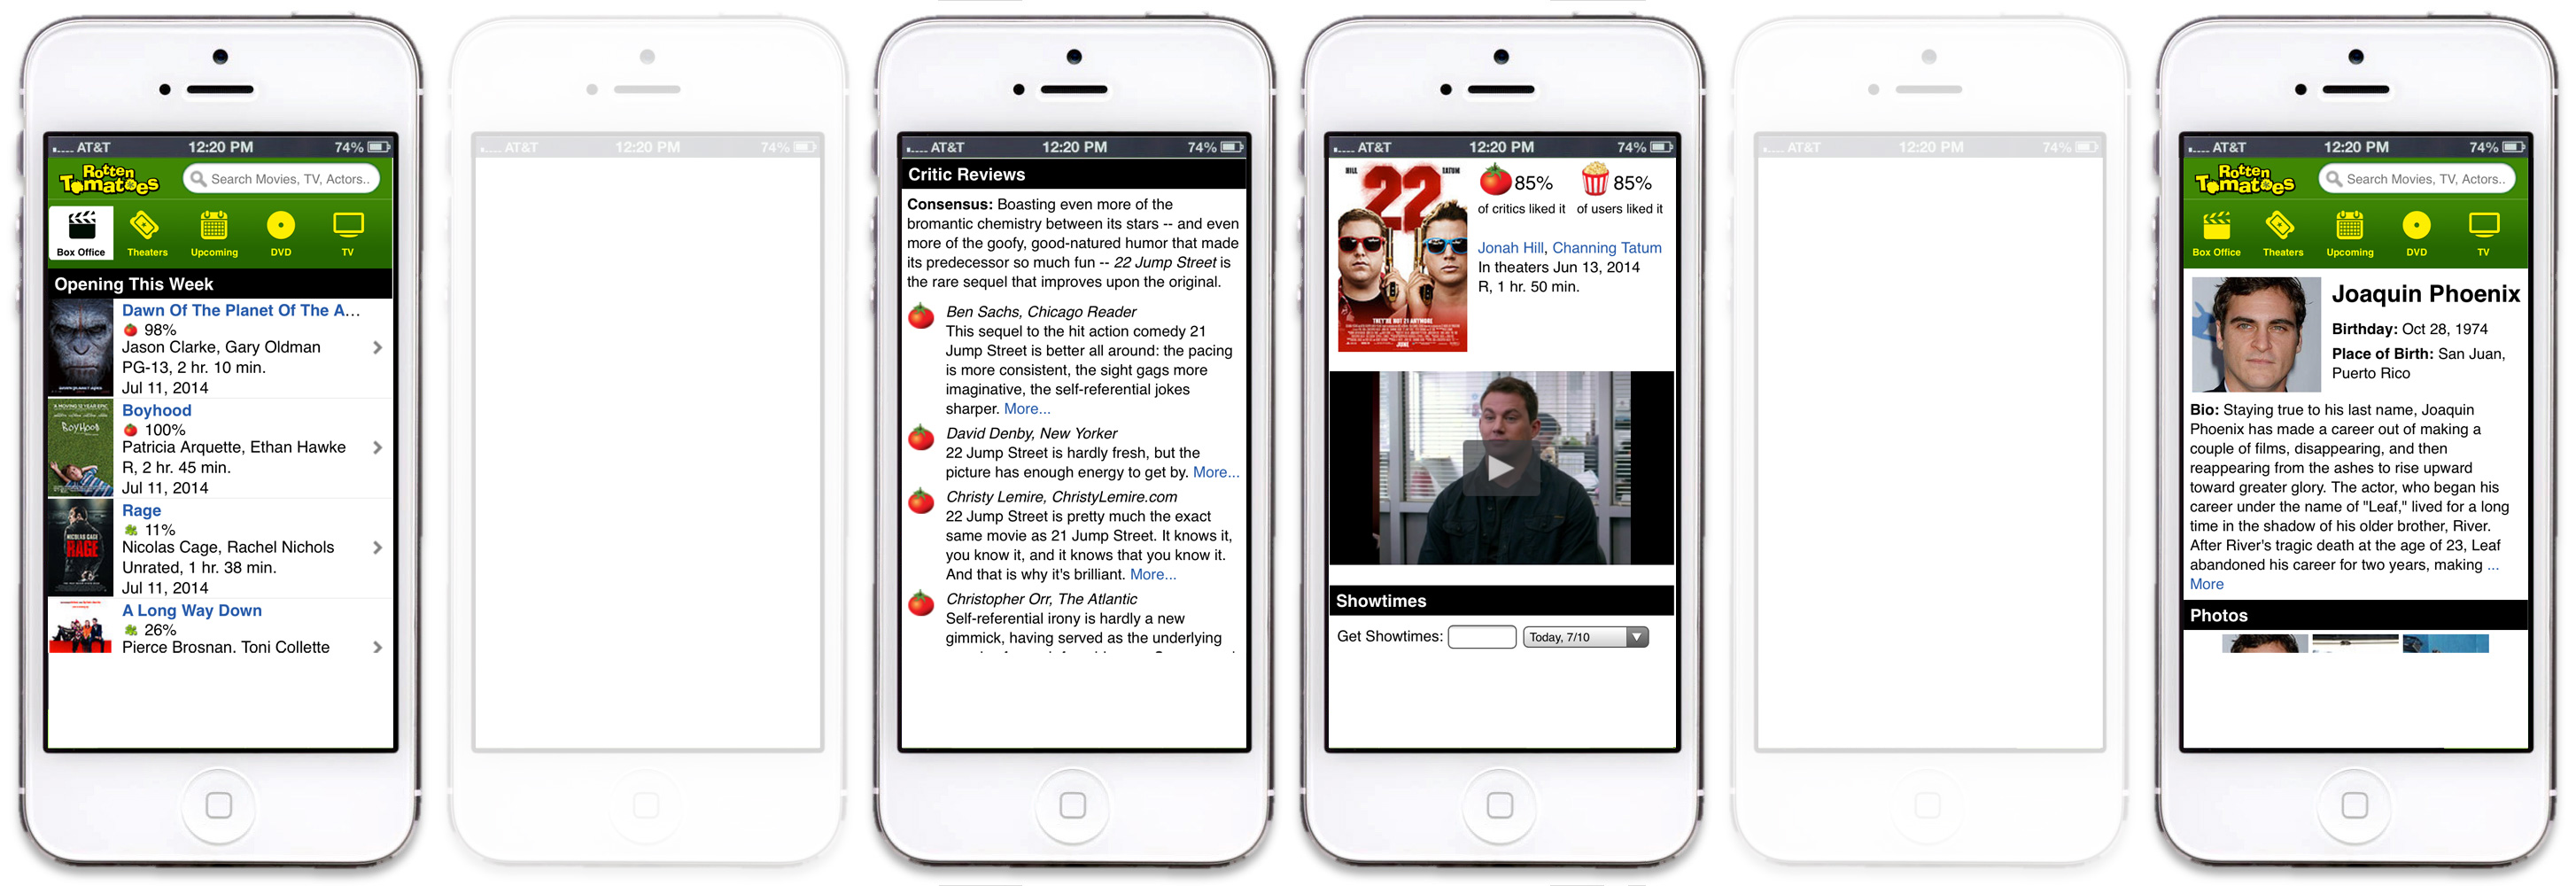 AT&T 12:20 PM 74%
Rotten
Tomatoes
Search Movies, TV, Actors..
Box Office Theaters Upcoming DVD TV
Opening This Week
Dawn Of The Planet Of The A...
98%
Jason Clarke, Gary Oldman
PG-13, 2 hr. 10 min.
Jul 11, 2014
BOYHOOD
Boyhood
100%
Patricia Arquette, Ethan Hawke
R, 2 hr. 45 min.
Jul 11, 2014
NICOLAS CAGE
RAGE
Rage
11%
Nicolas Cage, Rachel Nichols
Unrated, 1 hr. 38 min.
Jul 11, 2014
A Long Way Down
26%
Pierce Brosnan. Toni Collette
AT&T 12:20 PM 74%
AT&T 12:20 PM 74%
Critic Reviews
Consensus: Boasting even more of the
bromantic chemistry between its stars -- and even
more of the goofy, good-natured humor that made
its predecessor so much fun -- 22 Jump Street is
the rare sequel that improves upon the original.
Ben Sachs, Chicago Reader
This sequel to the hit action comedy 21
Jump Street is better all around: the pacing
is more consistent, the sight gags more
imaginative, the self-referential jokes
sharper. More...
David Denby, New Yorker
22 Jump Street is hardly fresh, but the
picture has enough energy to get by. More...
Christy Lemire, ChristyLemire.com
22 Jump Street is pretty much the exact
same movie as 21 Jump Street. It knows it,
you know it, and it knows that you know it.
And that is why it's brilliant. More...
Christopher Orr, The Atlantic
Self-referential irony is hardly a new
gimmick, having served as the underlying
AT&T 12:20 PM 74%
HILL TATUM
22
THEY'RE NOT 21 ANYMORE
JUNE
85% 85%
of critics liked it of users liked it
Jonah Hill, Channing Tatum
In theaters Jun 13, 2014
R, 1 hr. 50 min.
Showtimes
Get Showtimes: Today, 7/10
AT&T 12:20 PM 74%
AT&T 12:20 PM 74%
Rotten
Tomatoes
Search Movies, TV, Actors..
Box Office Theaters Upcoming DVD TV
Joaquin Phoenix
Birthday: Oct 28, 1974
Place of Birth: San Juan,
Puerto Rico
Bio: Staying true to his last name, Joaquin
Phoenix has made a career out of making a
couple of films, disappearing, and then
reappearing from the ashes to rise upward
toward greater glory. The actor, who began his
career under the name of "Leaf," lived for a long
time in the shadow of his older brother, River.
After River's tragic death at the age of 23, Leaf
abandoned his career for two years, making ...
More
Photos